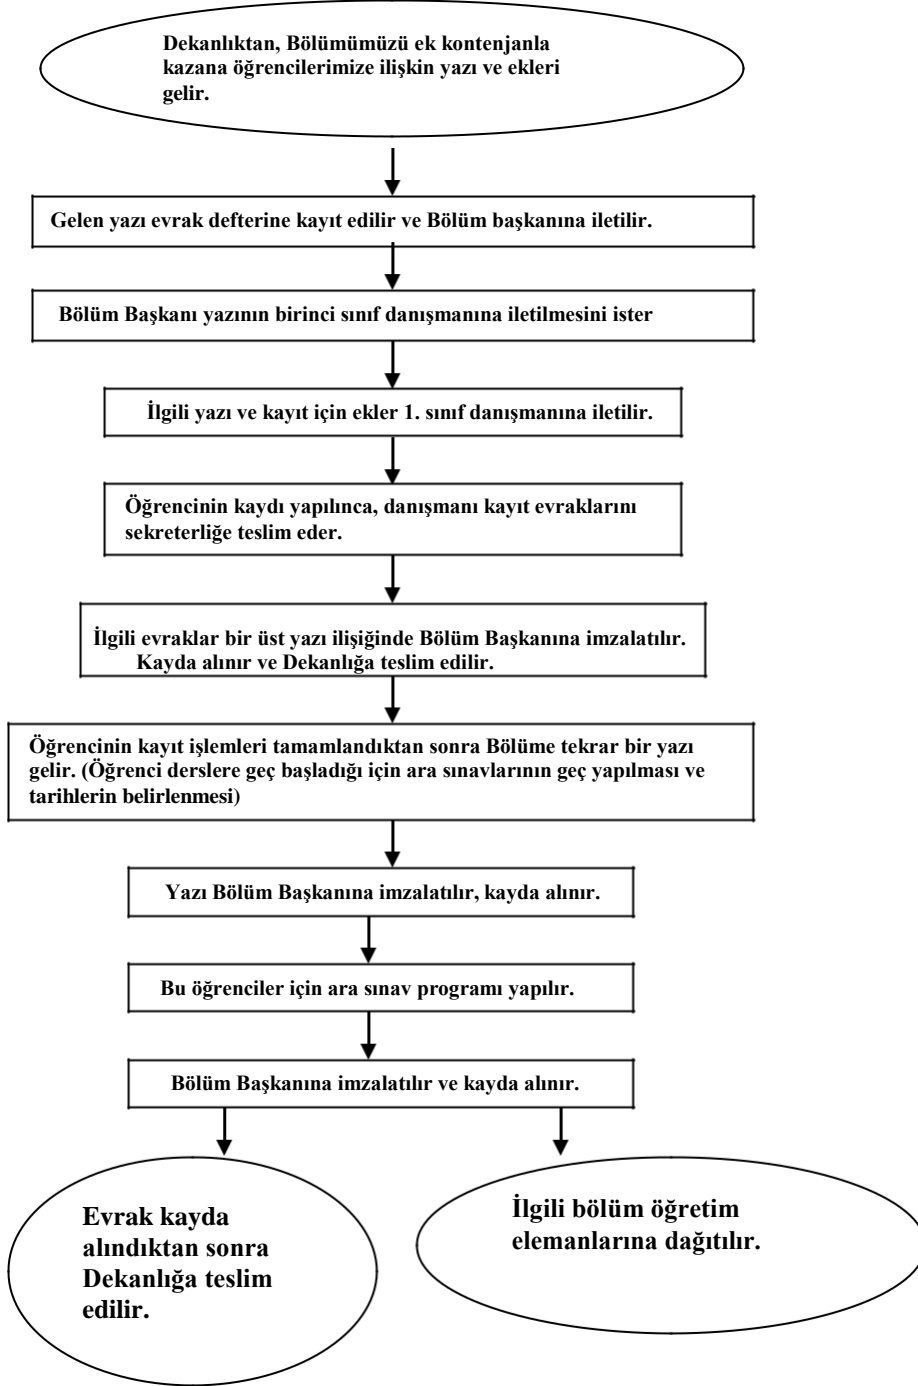 Dekanlıktan, Bölümümüzü ek kontenjanla
kazana öğrencilerimize ilişkin yazı ve ekleri
gelir.
Gelen yazı evrak defterine kayıt edilir ve Bölüm başkanına iletilir.
Bölüm Başkanı yazının birinci sınıf danışmanına iletilmesini ister
İlgili yazı ve kayıt için ekler 1. sınıf danışmanına iletilir.
Öğrencinin kaydı yapılınca, danışmanı kayıt evraklarını
sekreterliğe teslim eder.
İlgili evraklar bir üst yazı ilişiğinde Bölüm Başkanına imzalatılır.
Kayda alınır ve Dekanlığa teslim edilir.
Öğrencinin kayıt işlemleri tamamlandıktan sonra Bölüme tekrar bir yazı
gelir. (Öğrenci derslere geç başladığı için ara sınavlarının geç yapılması ve
tarihlerin belirlenmesi)
Yazı Bölüm Başkanına imzalatılır, kayda alınır.
Bu öğrenciler için ara sınav programı yapılır.
Bölüm Başkanına imzalatılır ve kayda alınır.
Evrak kayda
alındıktan sonra
Dekanlığa teslim
edilir.
İlgili bölüm öğretim
elemanlarına dağıtılır.